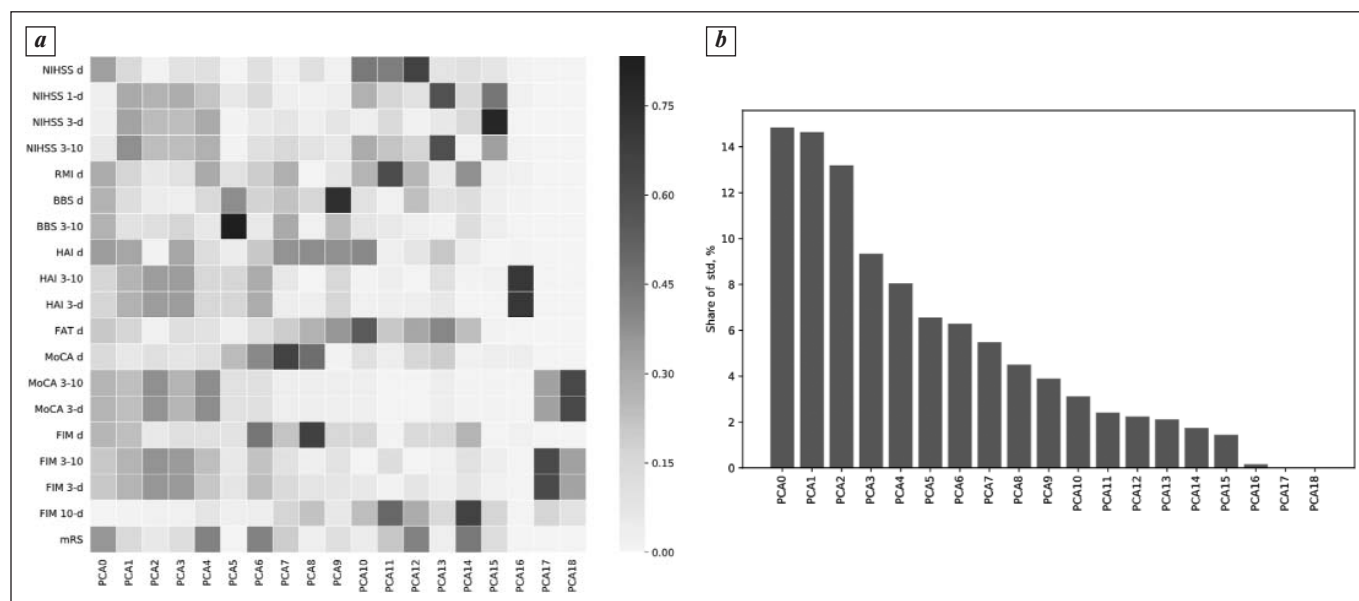 a
NIHSS d
NIHSS 1-d
NIHSS 3-d
NIHSS 3-10
RMI d
BBS d
BBS 3-10
HAI d
HAI 3-10
HAI 3-d
FAT d
MoCA d
MoCA 3-10
MoCA 3-d
FIM d
FIM 3-10
FIM 3-d
FIM 10-d
mRS
PCA0
PCA1
PCA2
PCA3
PCA4
PCA5
PCA6
PCA7
PCA8
PCA9
PCA10
PCA11
PCA12
PCA13
PCA14
PCA15
PCA16
PCA17
PCA18
0.75
0.60
0.45
0.30
0.15
0.00
b
Share of std, %
14
12
10
8
6
4
2
0
PCA0
PCA1
PCA2
PCA3
PCA4
PCA5
PCA6
PCA7
PCA8
PCA9
PCA10
PCA11
PCA12
PCA13
PCA14
PCA15
PCA16
PCA17
PCA18